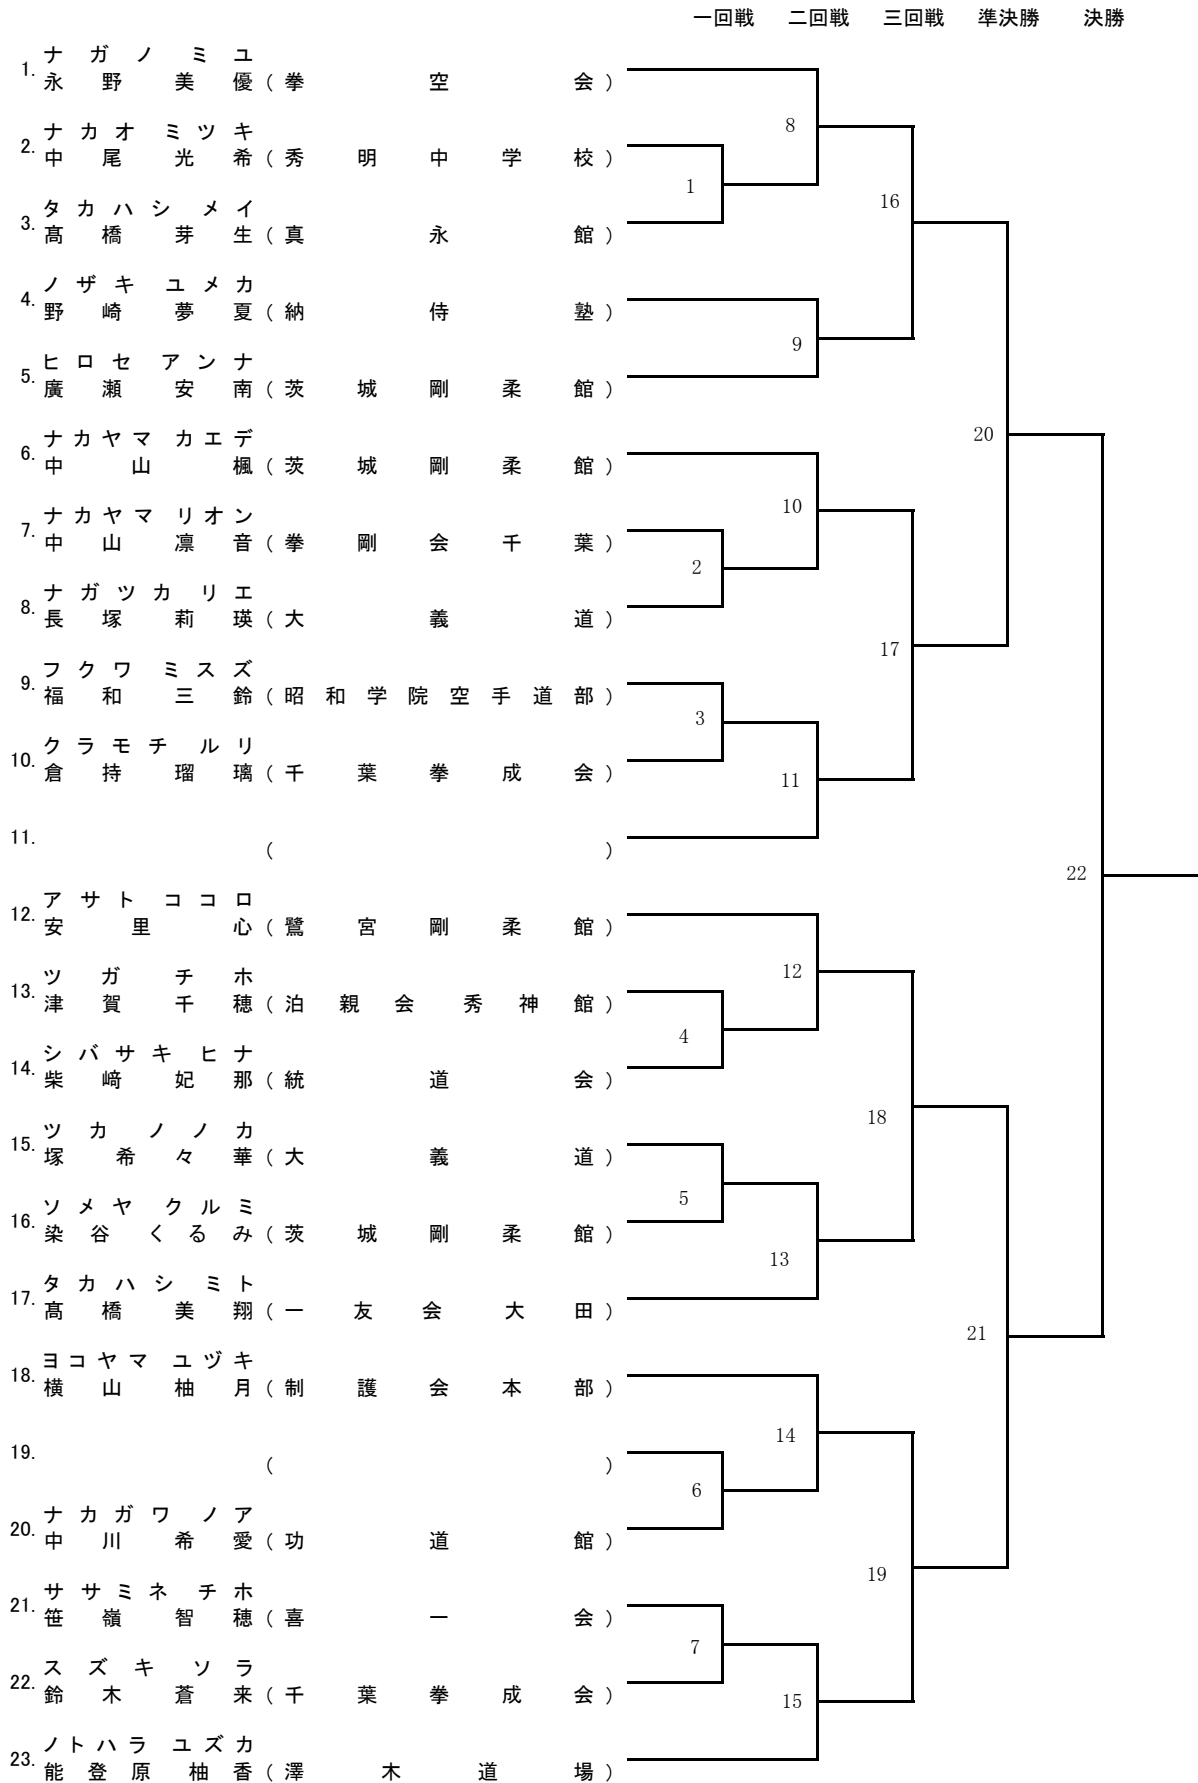 一回戦 二回戦 三回戦 準決勝 決勝
ナガノ ミユ
1. 永野 美優 (拳空会)
8
ナカオ ミツキ
2. 中尾 光希 (秀明中学校)
1
16
タカハシ メイ
3. 髙橋 芽生 (真永館)
ノザキ ユメカ
4. 野崎 夢夏 (納侍塾)
9
ヒロセ アンナ
5. 廣瀬 安南 (茨城剛柔館)
20
ナカヤマ カエデ
6. 中山 楓 (茨城剛柔館)
10
ナカヤマ リオン
7. 中山 凛音 (拳剛会千葉)
2
ナガツカ リエ
8. 長塚 莉瑛 (大義道)
17
フクワ ミスズ
9. 福和 三鈴 (昭和学院空手道部)
3
クラモチ ルリ
10. 倉持 瑠璃 (千葉拳成会)
11
11. ( )
22
アサト ココロ
12. 安里 心 (鷺宮剛柔館)
12
ツガ チホ
13. 津賀 千穂 (泊親会秀神館)
4
シバサキ ヒナ
14. 柴﨑 妃那 (統道会)
18
ツカ ノノカ
15. 塚 希々華 (大義道)
5
ソメヤ クルミ
16. 染谷 くるみ (茨城剛柔館)
13
タカハシ ミト
17. 髙橋 美翔 (一友会大田)
21
ヨコヤマ ユヅキ
18. 横山 柚月 (制護会本部)
14
19. ( )
6
ナカガワ ノア
20. 中川 希愛 (功道館)
19
ササミネ チホ
21. 笹嶺 智穂 (喜一会)
7
スズキ ソラ
22. 鈴木 蒼来 (千葉拳成会)
15
ノトハラ ユズカ
23. 能登原 柚香 (澤木道場)